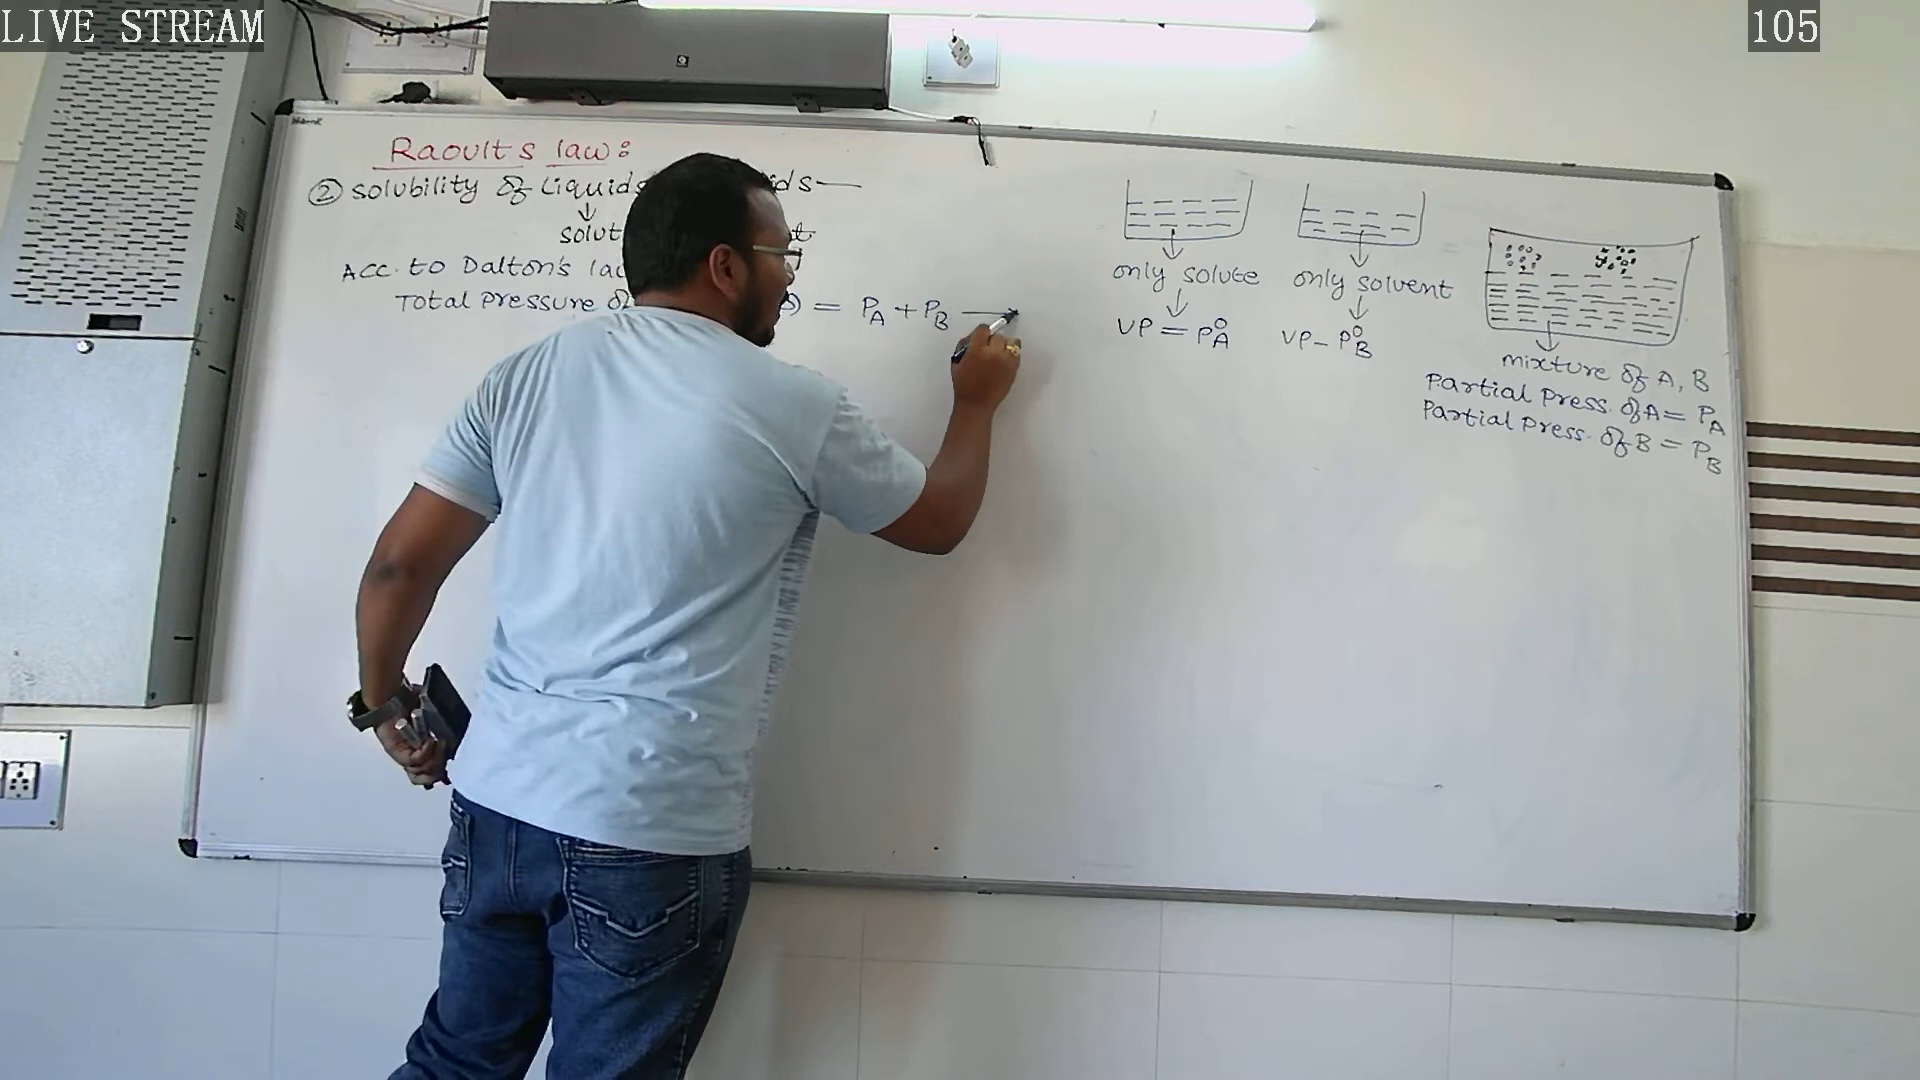 LIVE STREAM
105
Raoult's law:
② solubility of Liquids
solut
Acc. to Dalton's la
Total pressure of = PA + PB
only solute
VP = P°A
only solvent
VP - P°B
mixture of A, B
Partial press. of A = PA
Partial press. of B = PB